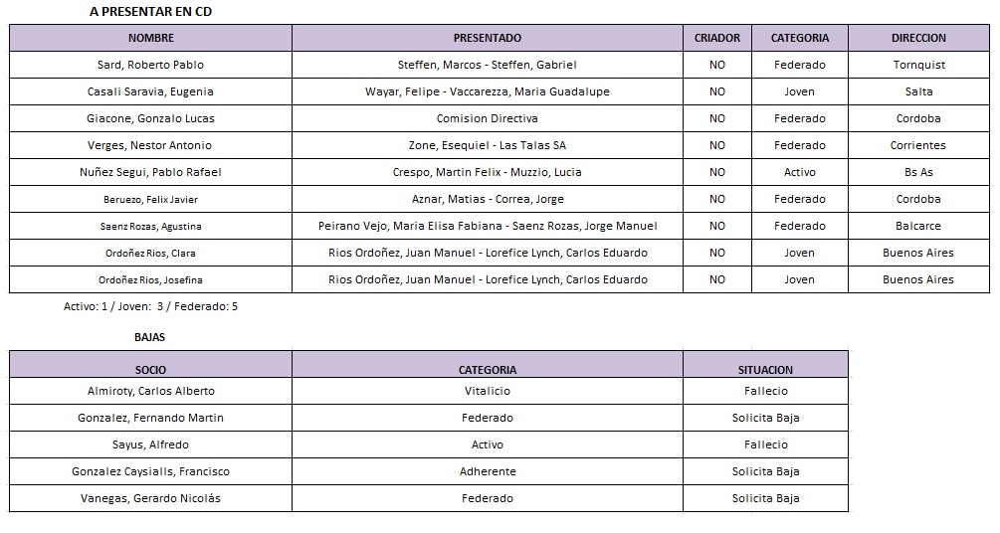 A PRESENTAR EN CD
NOMBRE PRESENTADO CRIADOR CATEGORIA DIRECCION
Sard, Roberto Pablo Steffen, Marcos - Steffen, Gabriel NO Federado Tornquist
Casali Saravia, Eugenia Wayar, Felipe - Vaccarezza, Maria Guadalupe NO Joven Salta
Giacone, Gonzalo Lucas Comision Directiva NO Federado Cordoba
Verges, Nestor Antonio Zone, Esequiel - Las Talas SA NO Federado Corrientes
Nuñez Segui, Pablo Rafael Crespo, Martin Felix - Muzzio, Lucia NO Activo Bs As
Beruezo, Felix Javier Aznar, Matias - Correa, Jorge NO Federado Cordoba
Saenz Rozas, Agustina Peirano Vejo, Maria Elisa Fabiana - Saenz Rozas, Jorge Manuel NO Federado Balcarce
Ordoñez Rios, Clara Rios Ordoñez, Juan Manuel - Lorefice Lynch, Carlos Eduardo NO Joven Buenos Aires
Ordoñez Rios, Josefina Rios Ordoñez, Juan Manuel - Lorefice Lynch, Carlos Eduardo NO Joven Buenos Aires
Activo: 1 / Joven: 3 / Federado: 5
BAJAS
SOCIO CATEGORIA SITUACION
Almiroty, Carlos Alberto Vitalicio Fallecio
Gonzalez, Fernando Martin Federado Solicita Baja
Sayus, Alfredo Activo Fallecio
Gonzalez Caysialls, Francisco Adherente Solicita Baja
Vanegas, Gerardo Nicolás Federado Solicita Baja